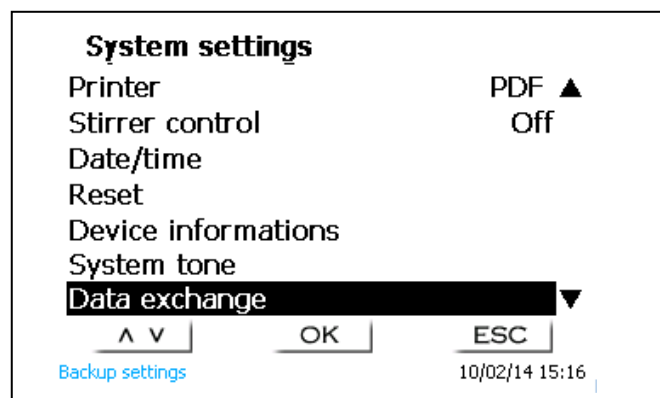 System settings
Printer PDF ▲
Stirrer control Off
Date/time
Reset
Device informations
System tone
Data exchange ▼
∧ ∨ OK ESC
Backup settings 10/02/14 15:16